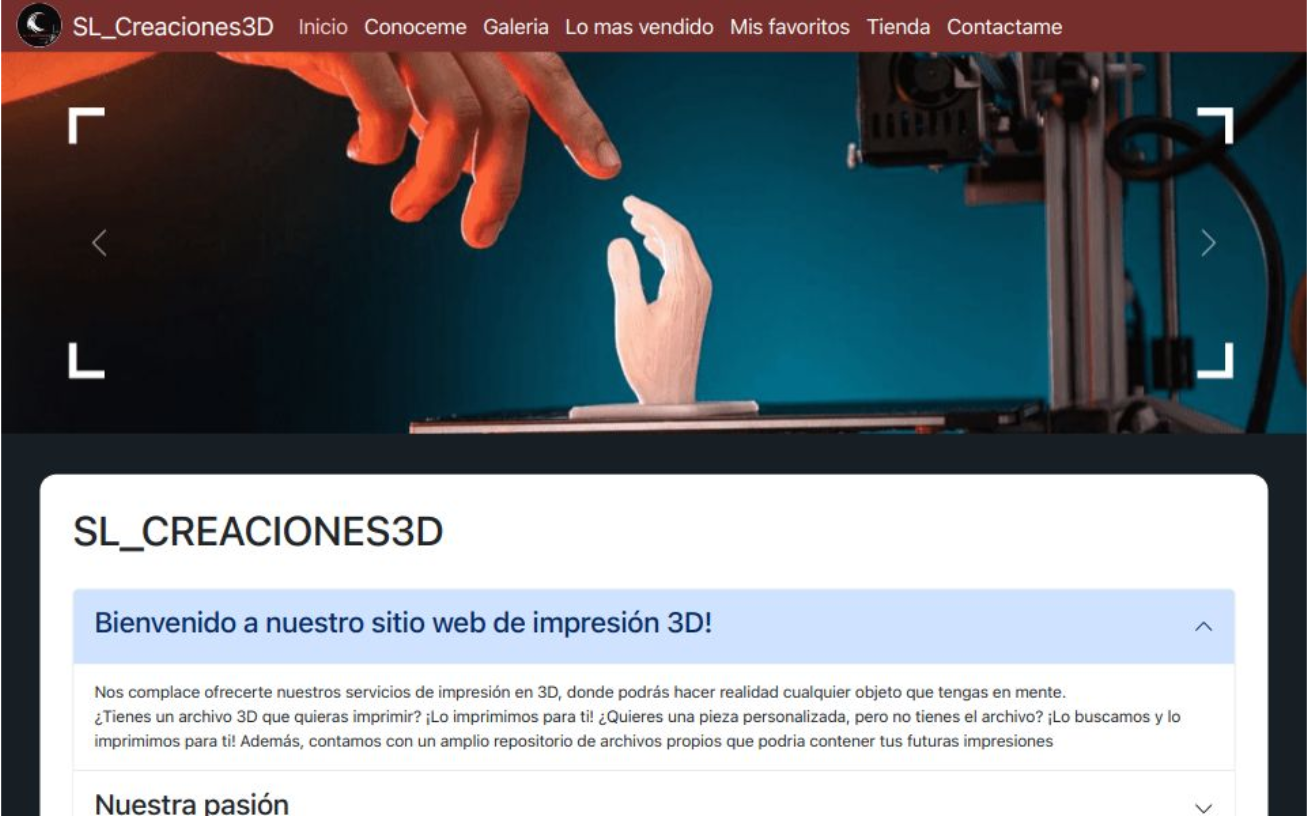 SL_Creaciones3D Inicio Conoceme Galeria Lo mas vendido Mis favoritos Tienda Contactame
SL_CREACIONES3D
Bienvenido a nuestro sitio web de impresión 3D!
Nos complace ofrecerte nuestros servicios de impresión en 3D, donde podrás hacer realidad cualquier objeto que tengas en mente.
¿Tienes un archivo 3D que quieras imprimir? ¡Lo imprimimos para ti! ¿Quieres una pieza personalizada, pero no tienes el archivo? ¡Lo buscamos y lo
imprimimos para ti! Además, contamos con un amplio repositorio de archivos propios que podria contener tus futuras impresiones
Nuestra pasión